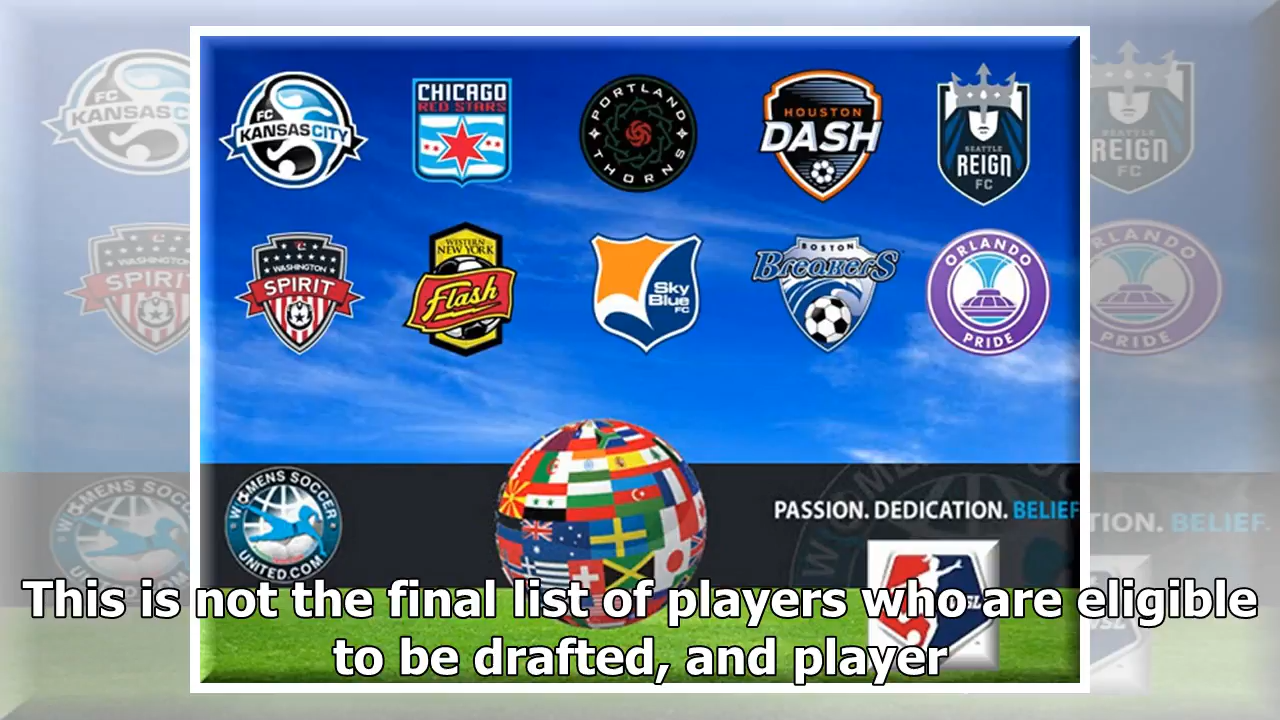 FC
KANSAS CITY
CHICAGO
RED STARS
PORTLAND
THORNS
HOUSTON
DASH
SEATTLE
REIGN
FC
WASHINGTON
SPIRIT
WESTERN
NEW YORK
Flash
Sky
Blue
FC
BOSTON
Breakers
ORLANDO
PRIDE
WOMENS SOCCER
UNITED.COM
PASSION. DEDICATION. BELIEF
This is not the final list of players who are eligible
to be drafted, and player